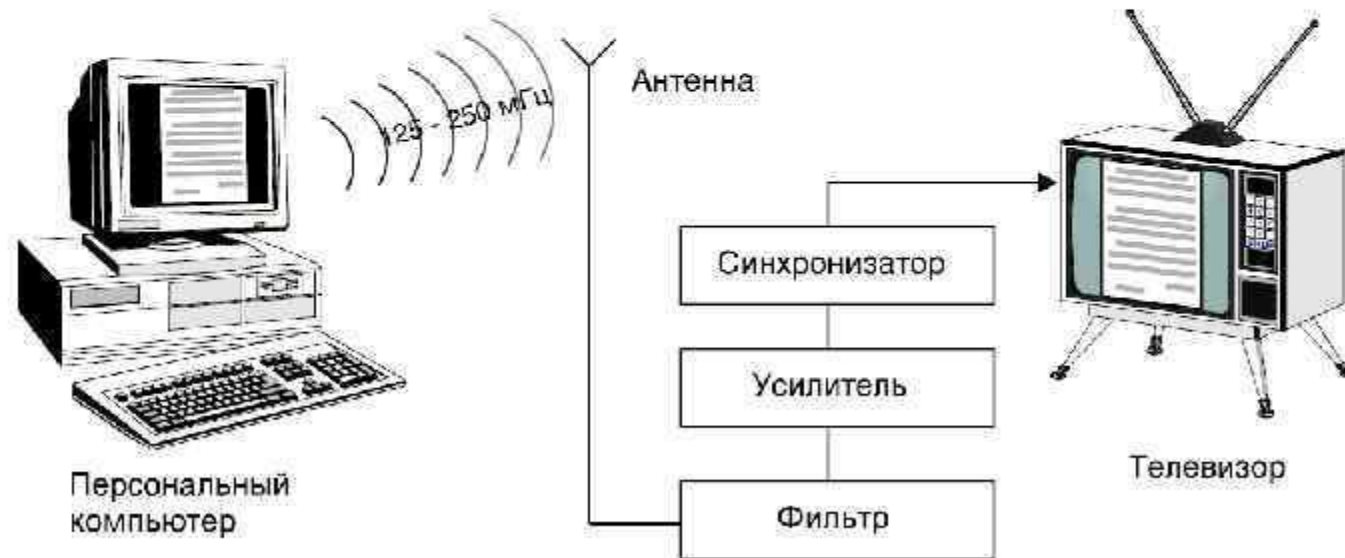 125 - 250 мГц
Антенна
Синхронизатор
Усилитель
Фильтр
Персональный
компьютер
Телевизор